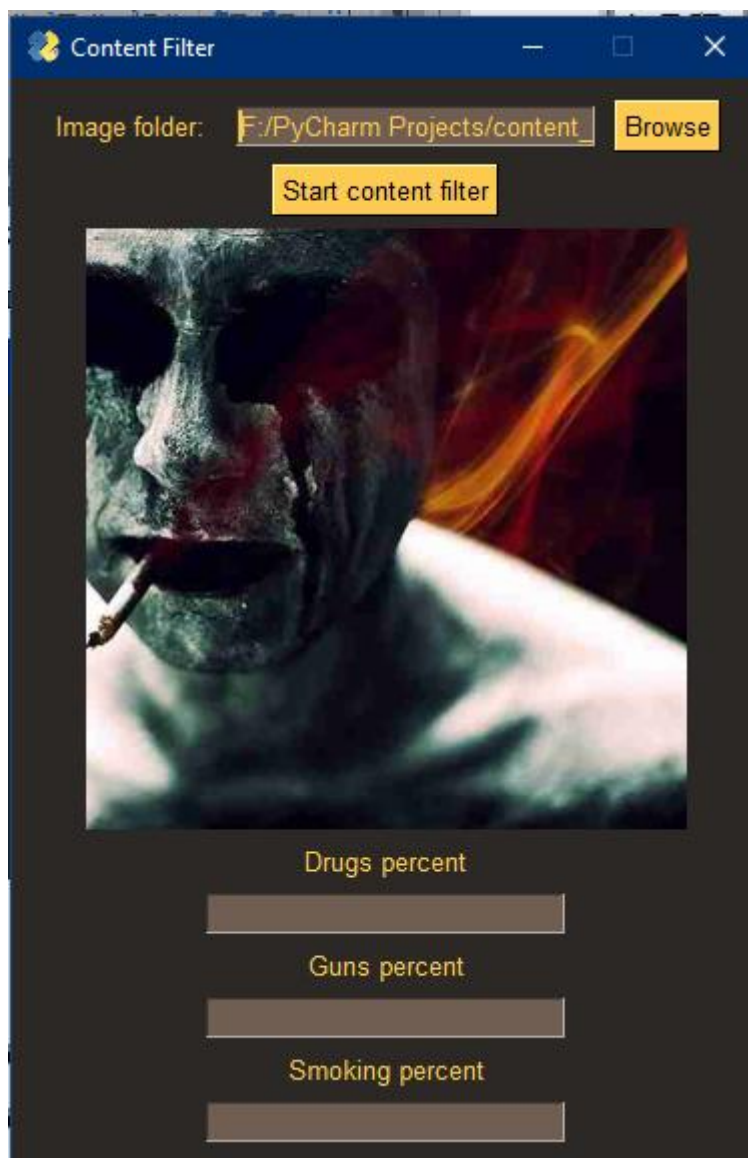 Content Filter
Image folder: F:/PyCharm Projects/content_ Browse
Start content filter
Drugs percent
Guns percent
Smoking percent